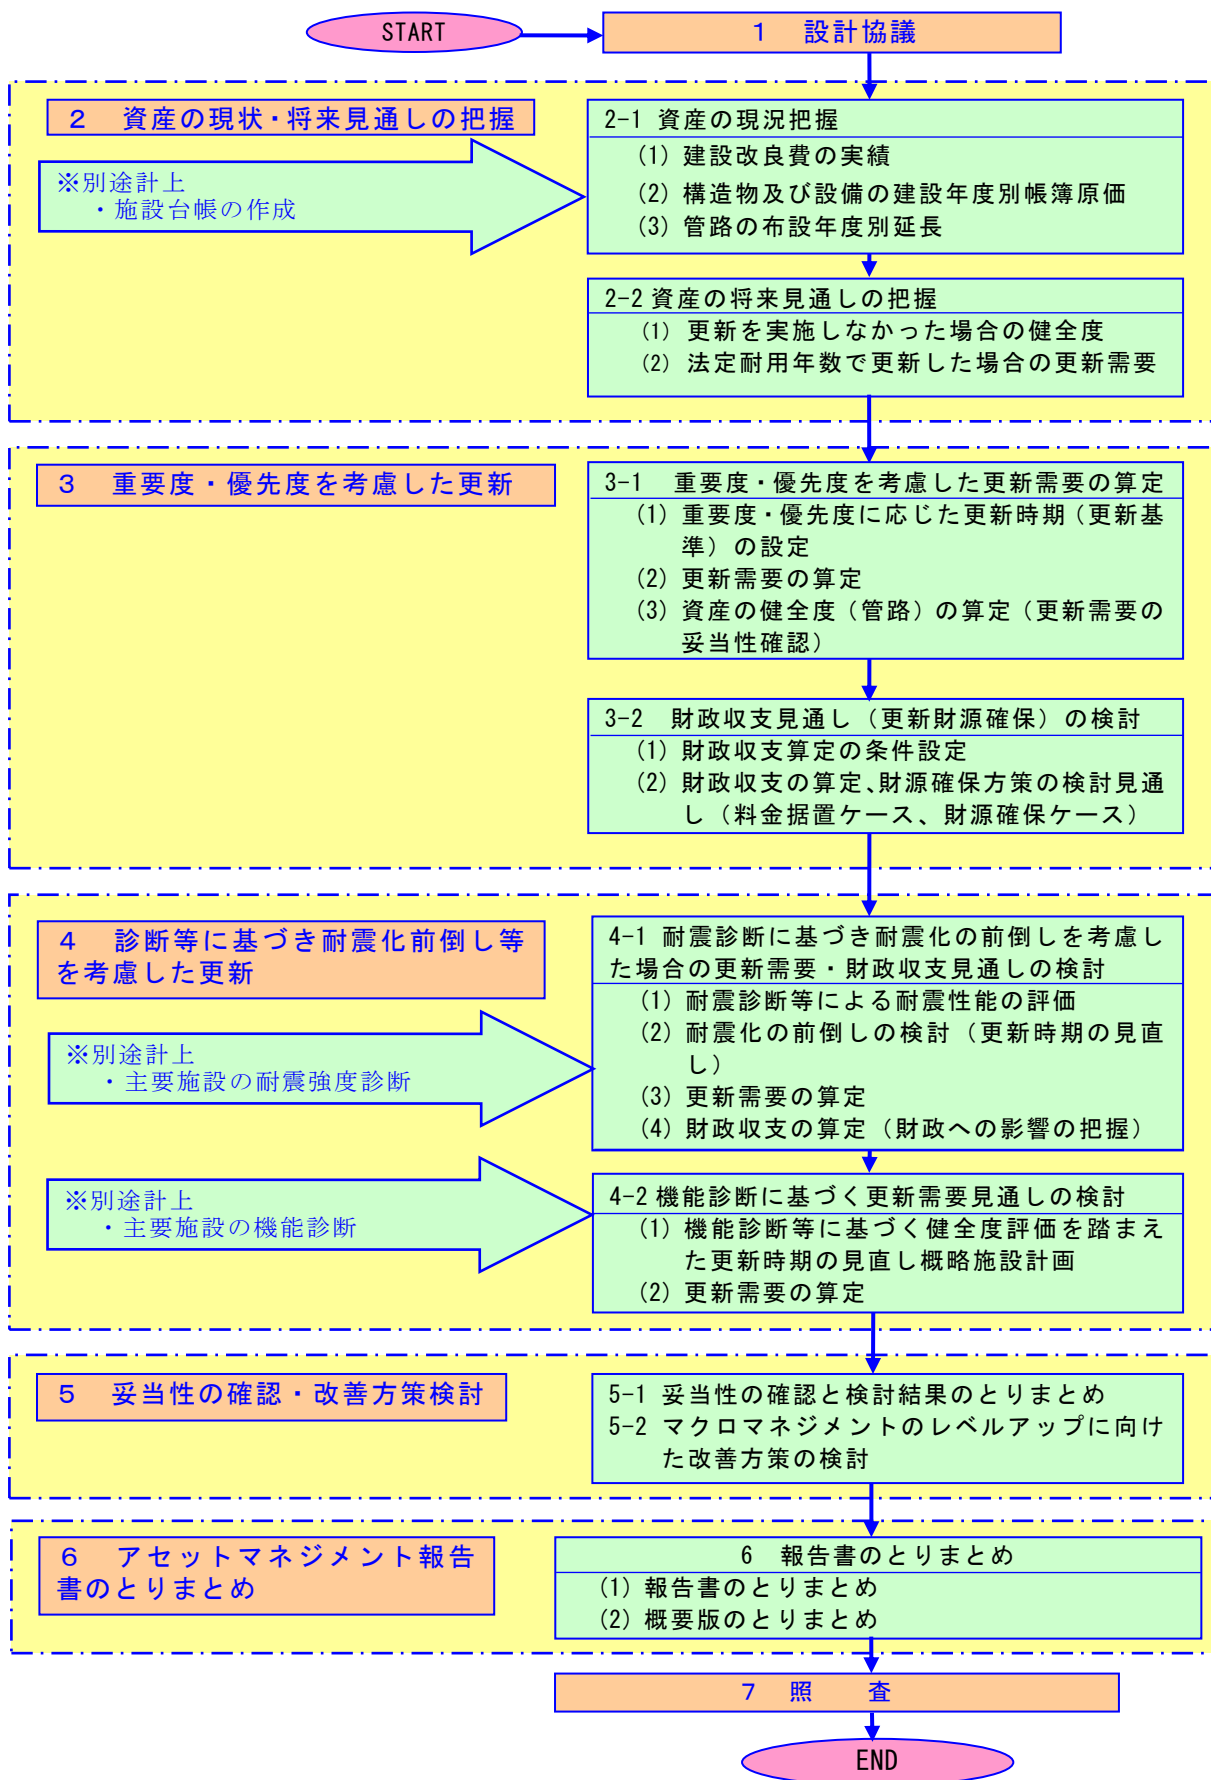 START
1 設計協議
2 資産の現状・将来見通しの把握
※別途計上
・施設台帳の作成
2-1 資産の現況把握
(1) 建設改良費の実績
(2) 構造物及び設備の建設年度別帳簿原価
(3) 管路の布設年度別延長
2-2 資産の将来見通しの把握
(1) 更新を実施しなかった場合の健全度
(2) 法定耐用年数で更新した場合の更新需要
3 重要度・優先度を考慮した更新
3-1 重要度・優先度を考慮した更新需要の算定
(1) 重要度・優先度に応じた更新時期（更新基
準）の設定
(2) 更新需要の算定
(3) 資産の健全度（管路）の算定（更新需要の
妥当性確認）
3-2 財政収支見通し（更新財源確保）の検討
(1) 財政収支算定の条件設定
(2) 財政収支の算定、財源確保方策の検討見通
し（料金据置ケース、財源確保ケース）
4 診断等に基づき耐震化前倒し等
を考慮した更新
※別途計上
・主要施設の耐震強度診断
4-1 耐震診断に基づき耐震化の前倒しを考慮し
た場合の更新需要・財政収支見通しの検討
(1) 耐震診断等による耐震性能の評価
(2) 耐震化の前倒しの検討（更新時期の見直
し）
(3) 更新需要の算定
(4) 財政収支の算定（財政への影響の把握）
※別途計上
・主要施設の機能診断
4-2 機能診断に基づく更新需要見通しの検討
(1) 機能診断等に基づく健全度評価を踏まえ
た更新時期の見直し概略施設計画
(2) 更新需要の算定
5 妥当性の確認・改善方策検討
5-1 妥当性の確認と検討結果のとりまとめ
5-2 マクロマネジメントのレベルアップに向け
た改善方策の検討
6 アセットマネジメント報告
書のとりまとめ
6 報告書のとりまとめ
(1) 報告書のとりまとめ
(2) 概要版のとりまとめ
7 照 査
END